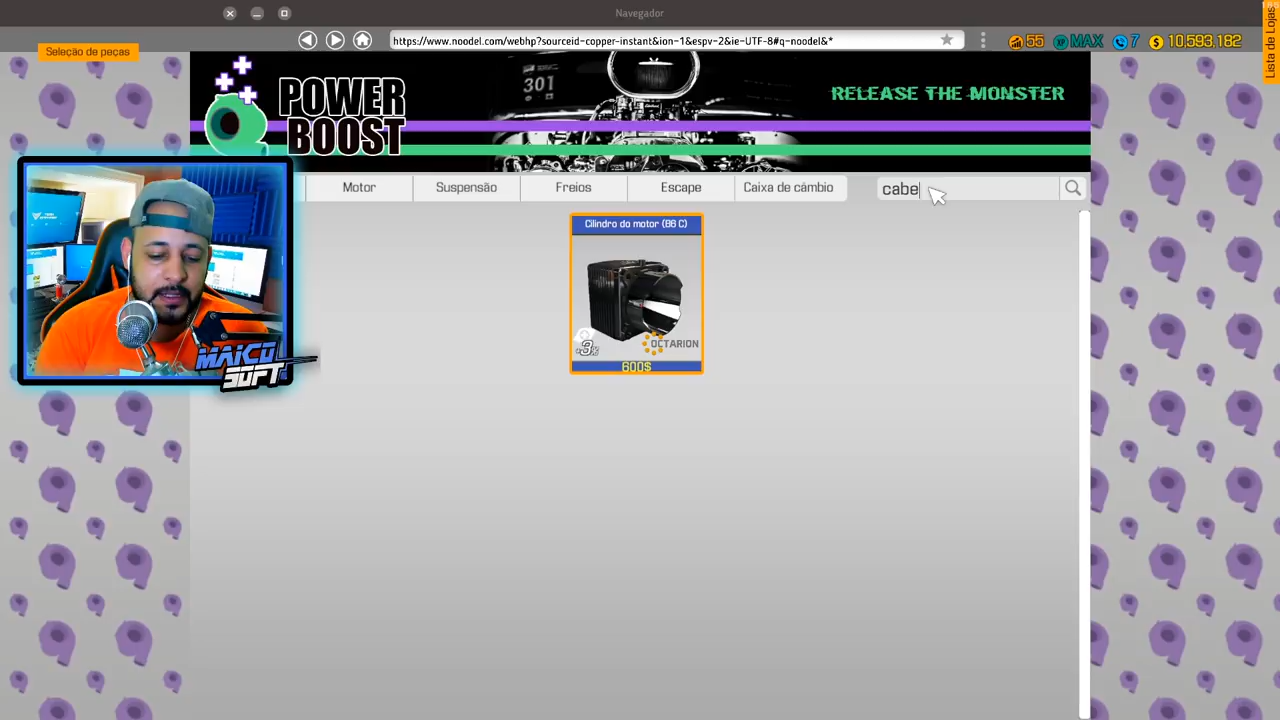 Navegador
https://www.noodel.com/webhp?sourceid-copper-instant&ion-1&espv-2&ie-UTF-8#q-noodel&*
55 MAX 7 $ 10,593,182
Lista de Lojas
Seleção de peças
POWER BOOST
301
RELEASE THE MONSTER
Motor Suspensão Freios Escape Caixa de câmbio cabe
Cilindro do motor (B6 C)
OCTARION
600$
MAICO SOFT